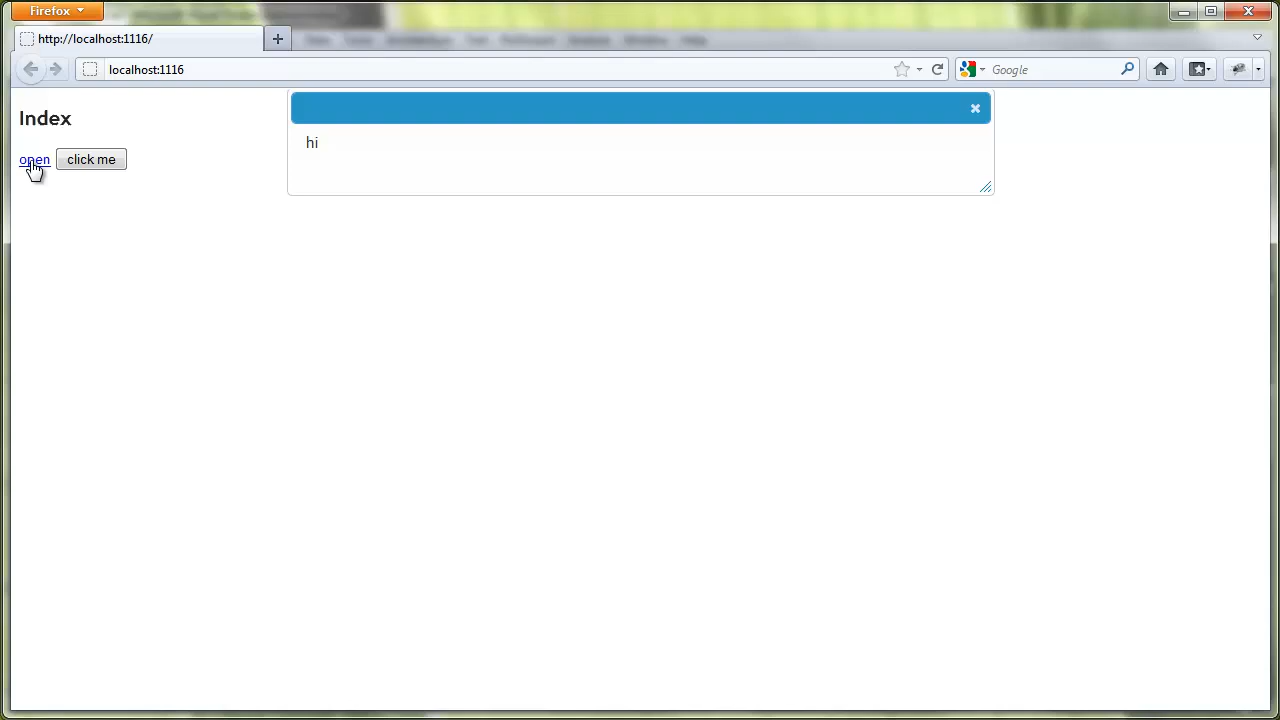 Firefox
http://localhost:1116/
localhost:1116
Google
Index
open click me
hi